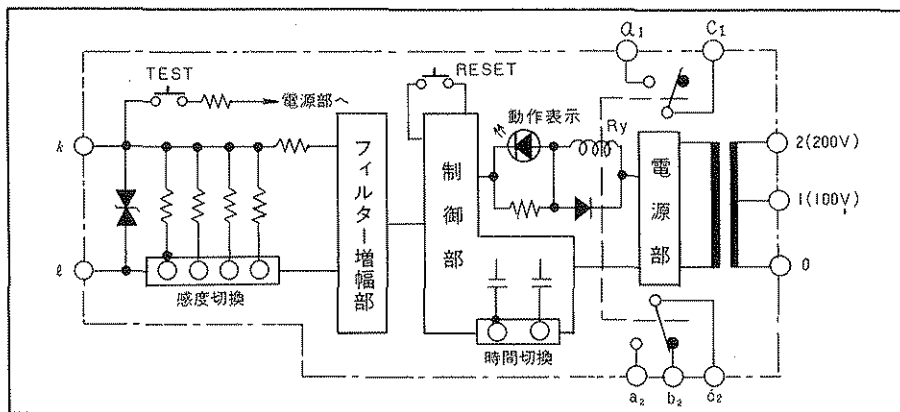 a₁
C₁
TEST
RESET
電源部へ
動作表示
Ry
k
フィルター増幅部
制御部
電源部
2(200V)
1(100V)
ℓ
0
感度切換
時間切換
a₂
b₂
c₂